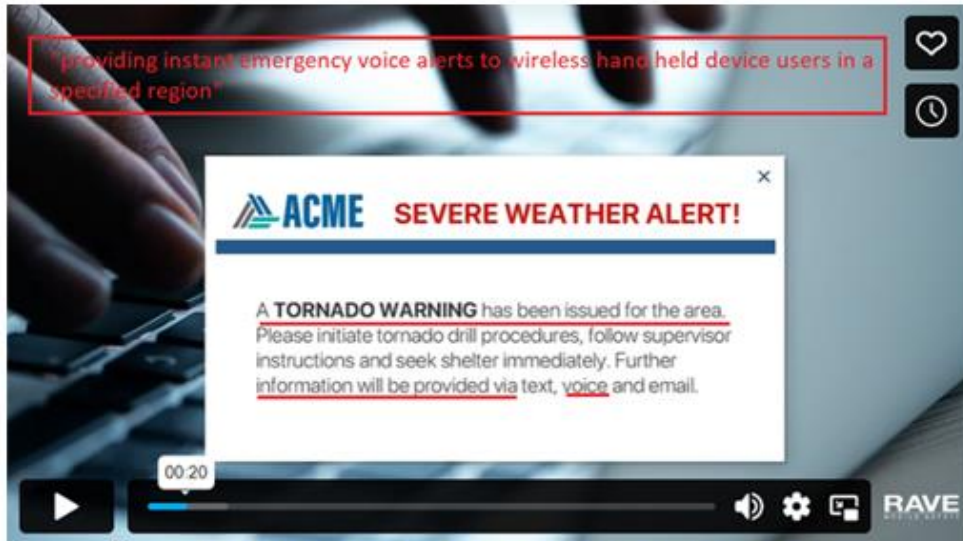 "providing instant emergency voice alerts to wireless hand held device users in a
specified region"
ACME SEVERE WEATHER ALERT!
A TORNADO WARNING has been issued for the area.
Please initiate tornado drill procedures, follow supervisor
instructions and seek shelter immediately. Further
information will be provided via text, voice and email.
00:20
RAVE